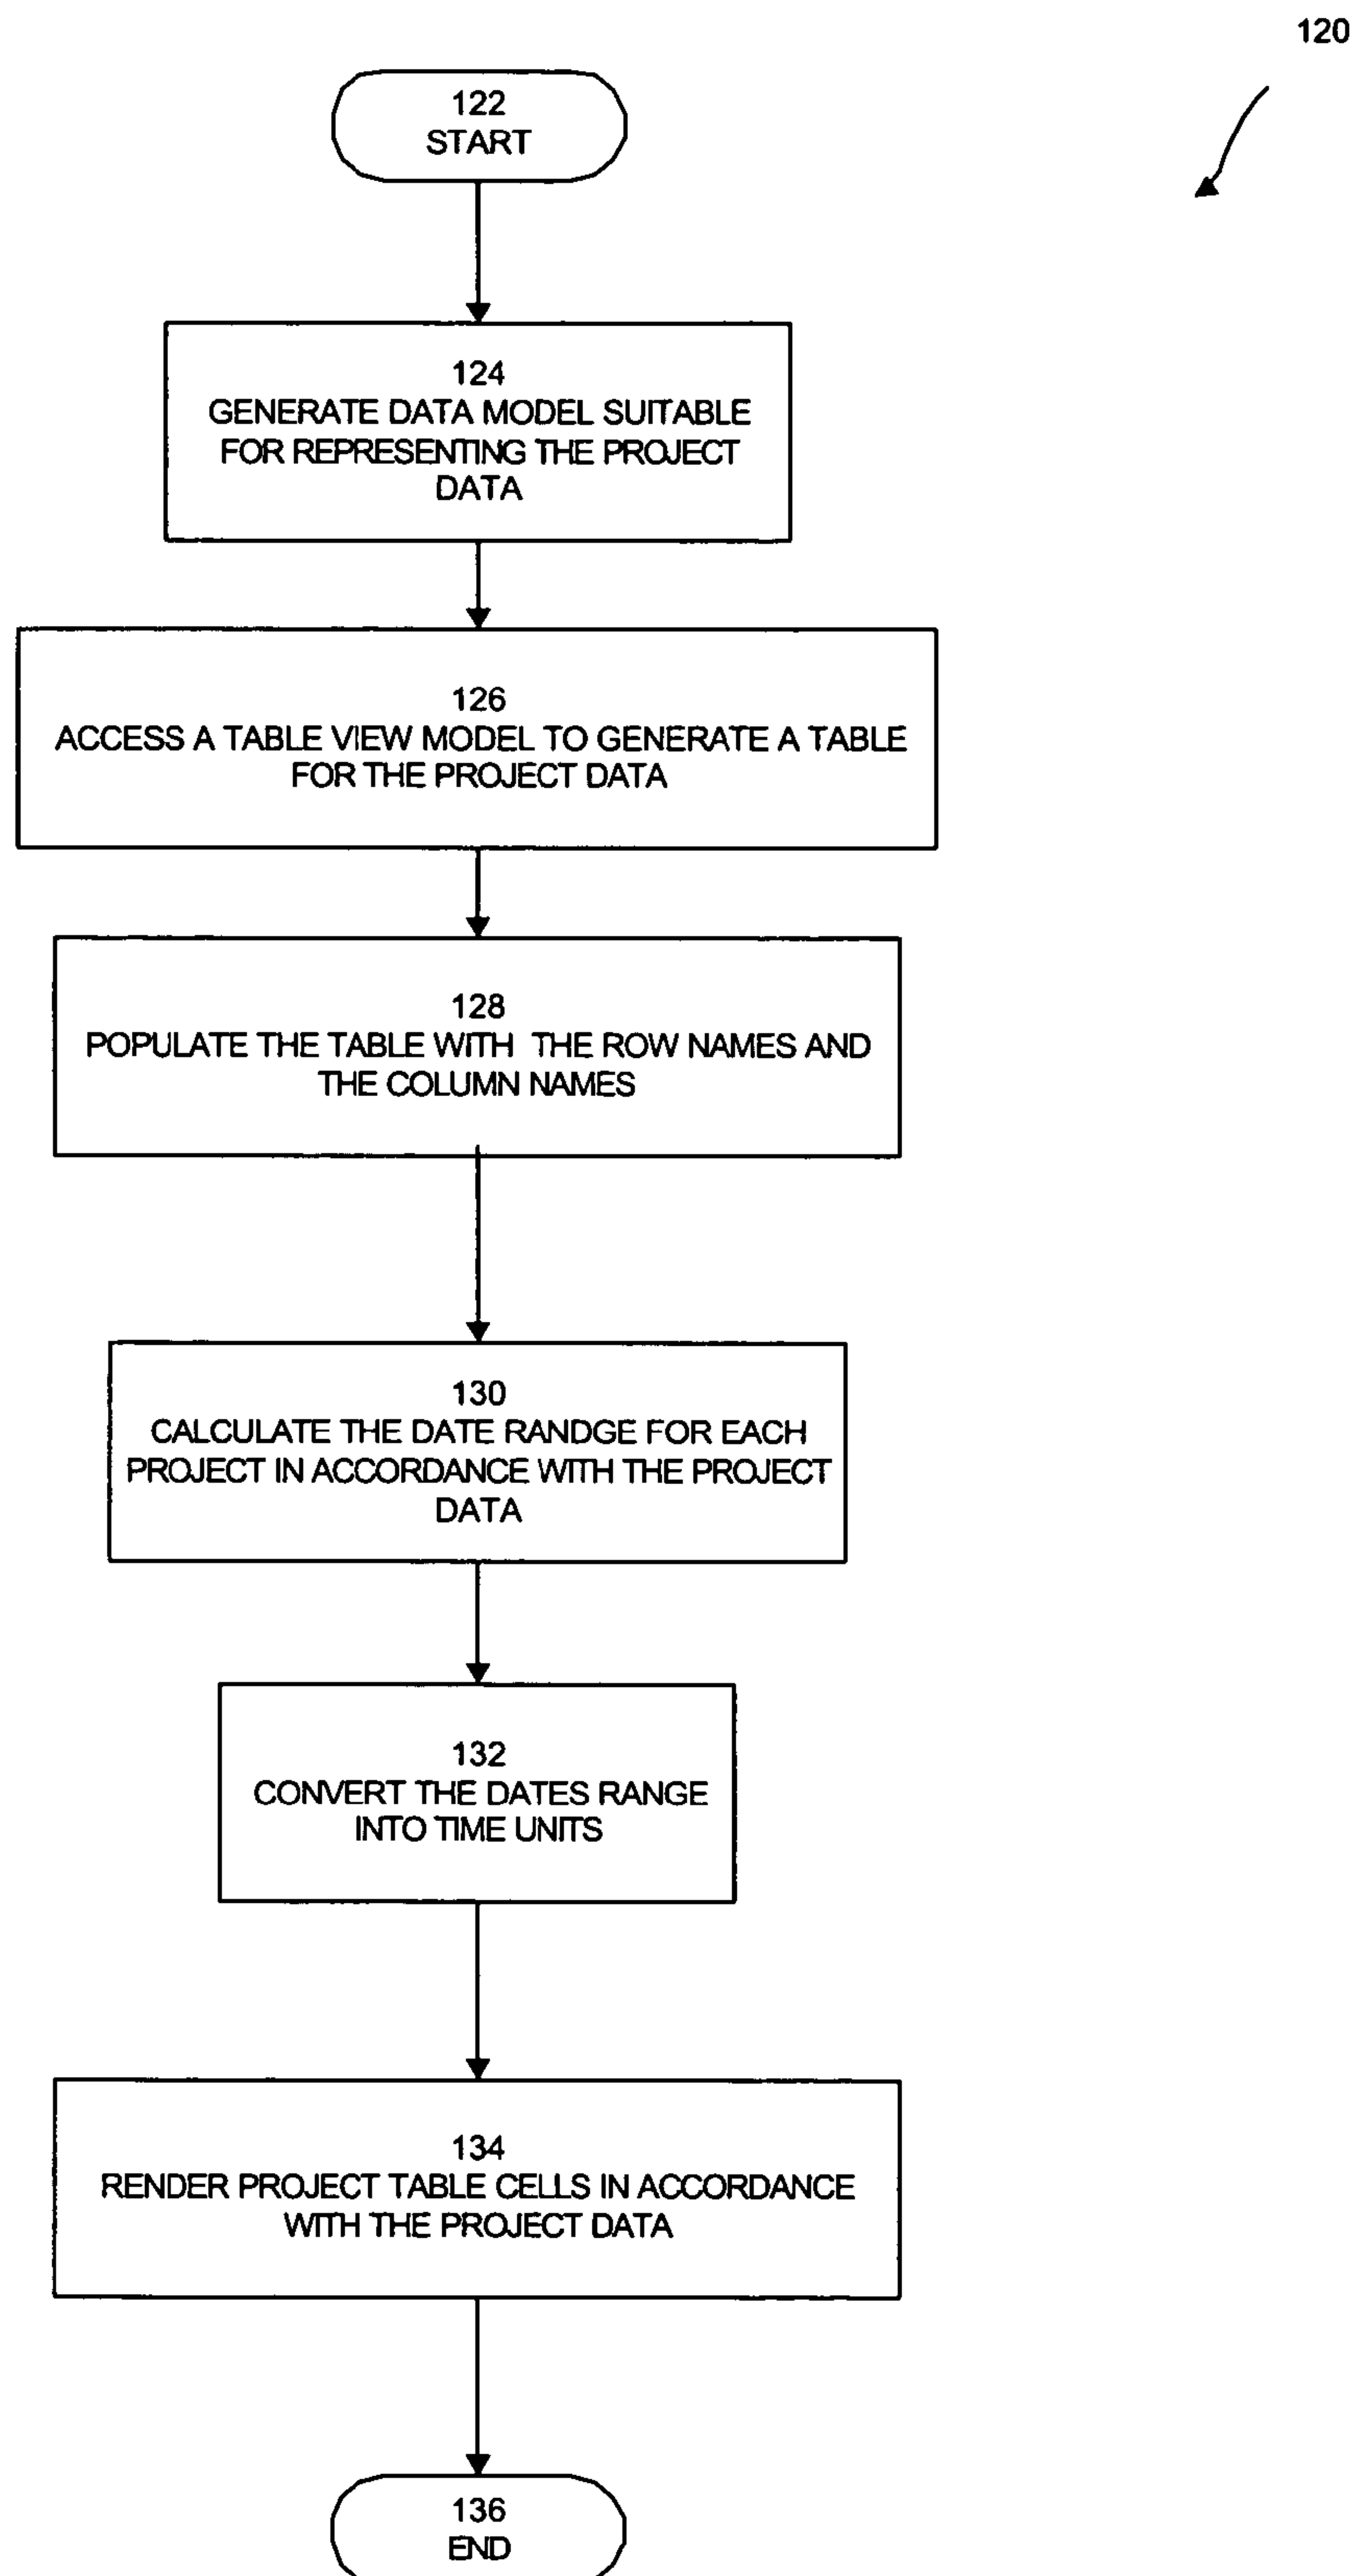 120
122
START
124
GENERATE DATA MODEL SUITABLE
FOR REPRESENTING THE PROJECT
DATA
126
ACCESS A TABLE VIEW MODEL TO GENERATE A TABLE
FOR THE PROJECT DATA
128
POPULATE THE TABLE WITH THE ROW NAMES AND
THE COLUMN NAMES
130
CALCULATE THE DATE RANDGE FOR EACH
PROJECT IN ACCORDANCE WITH THE PROJECT
DATA
132
CONVERT THE DATES RANGE
INTO TIME UNITS
134
RENDER PROJECT TABLE CELLS IN ACCORDANCE
WITH THE PROJECT DATA
136
END